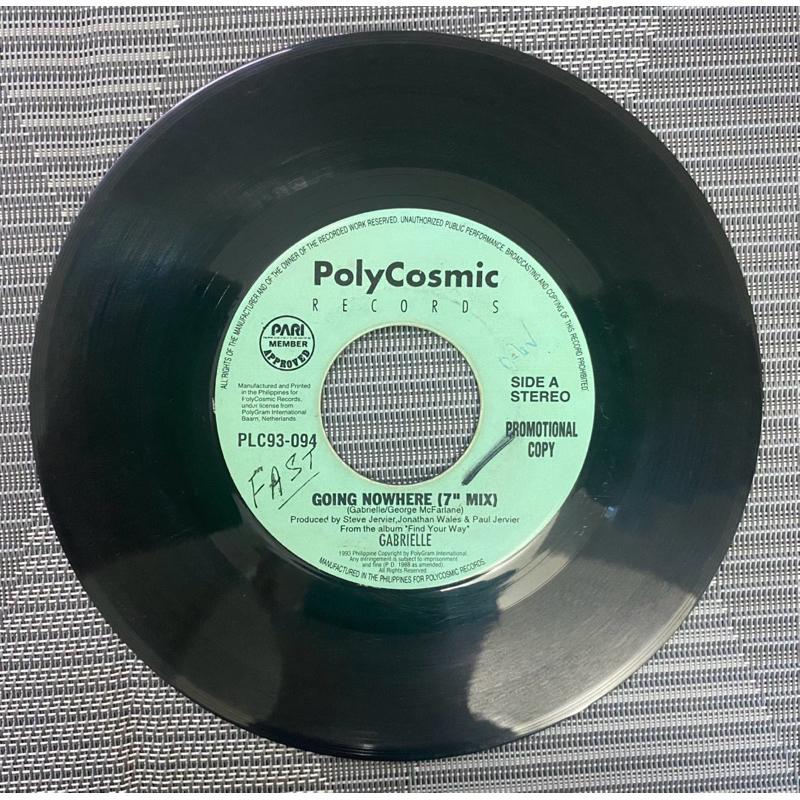 ALL RIGHTS OF THE MANUFACTURER AND OF THE OWNER OF THE RECORDED WORK RESERVED. UNAUTHORIZED PUBLIC PERFORMANCE, BROADCASTING AND COPYING OF THIS RECORD PROHIBITED.
PolyCosmic
RECORDS
PARI
MEMBER
APPROVED
SIDE A
STEREO
Manufactured and Printed
in the Philippines for
PolyCosmic Records,
under license from
PolyGram International
Baarn, Netherlands.
PROMOTIONAL
COPY
PLC93-094
FAST
GOING NOWHERE (7" MIX)
(Gabrielle/George McFarlane)
Produced by Steve Jervier,Jonathan Wales & Paul Jervier
From the album "Find Your Way"
GABRIELLE
1993 Philippine Copyright by PolyGram International.
Any infringement is subject to imprisonment
and fine (P.D. 1988 as amended).
All Rights Reserved
MANUFACTURED IN THE PHILIPPINES FOR POLYCOSMIC RECORDS.